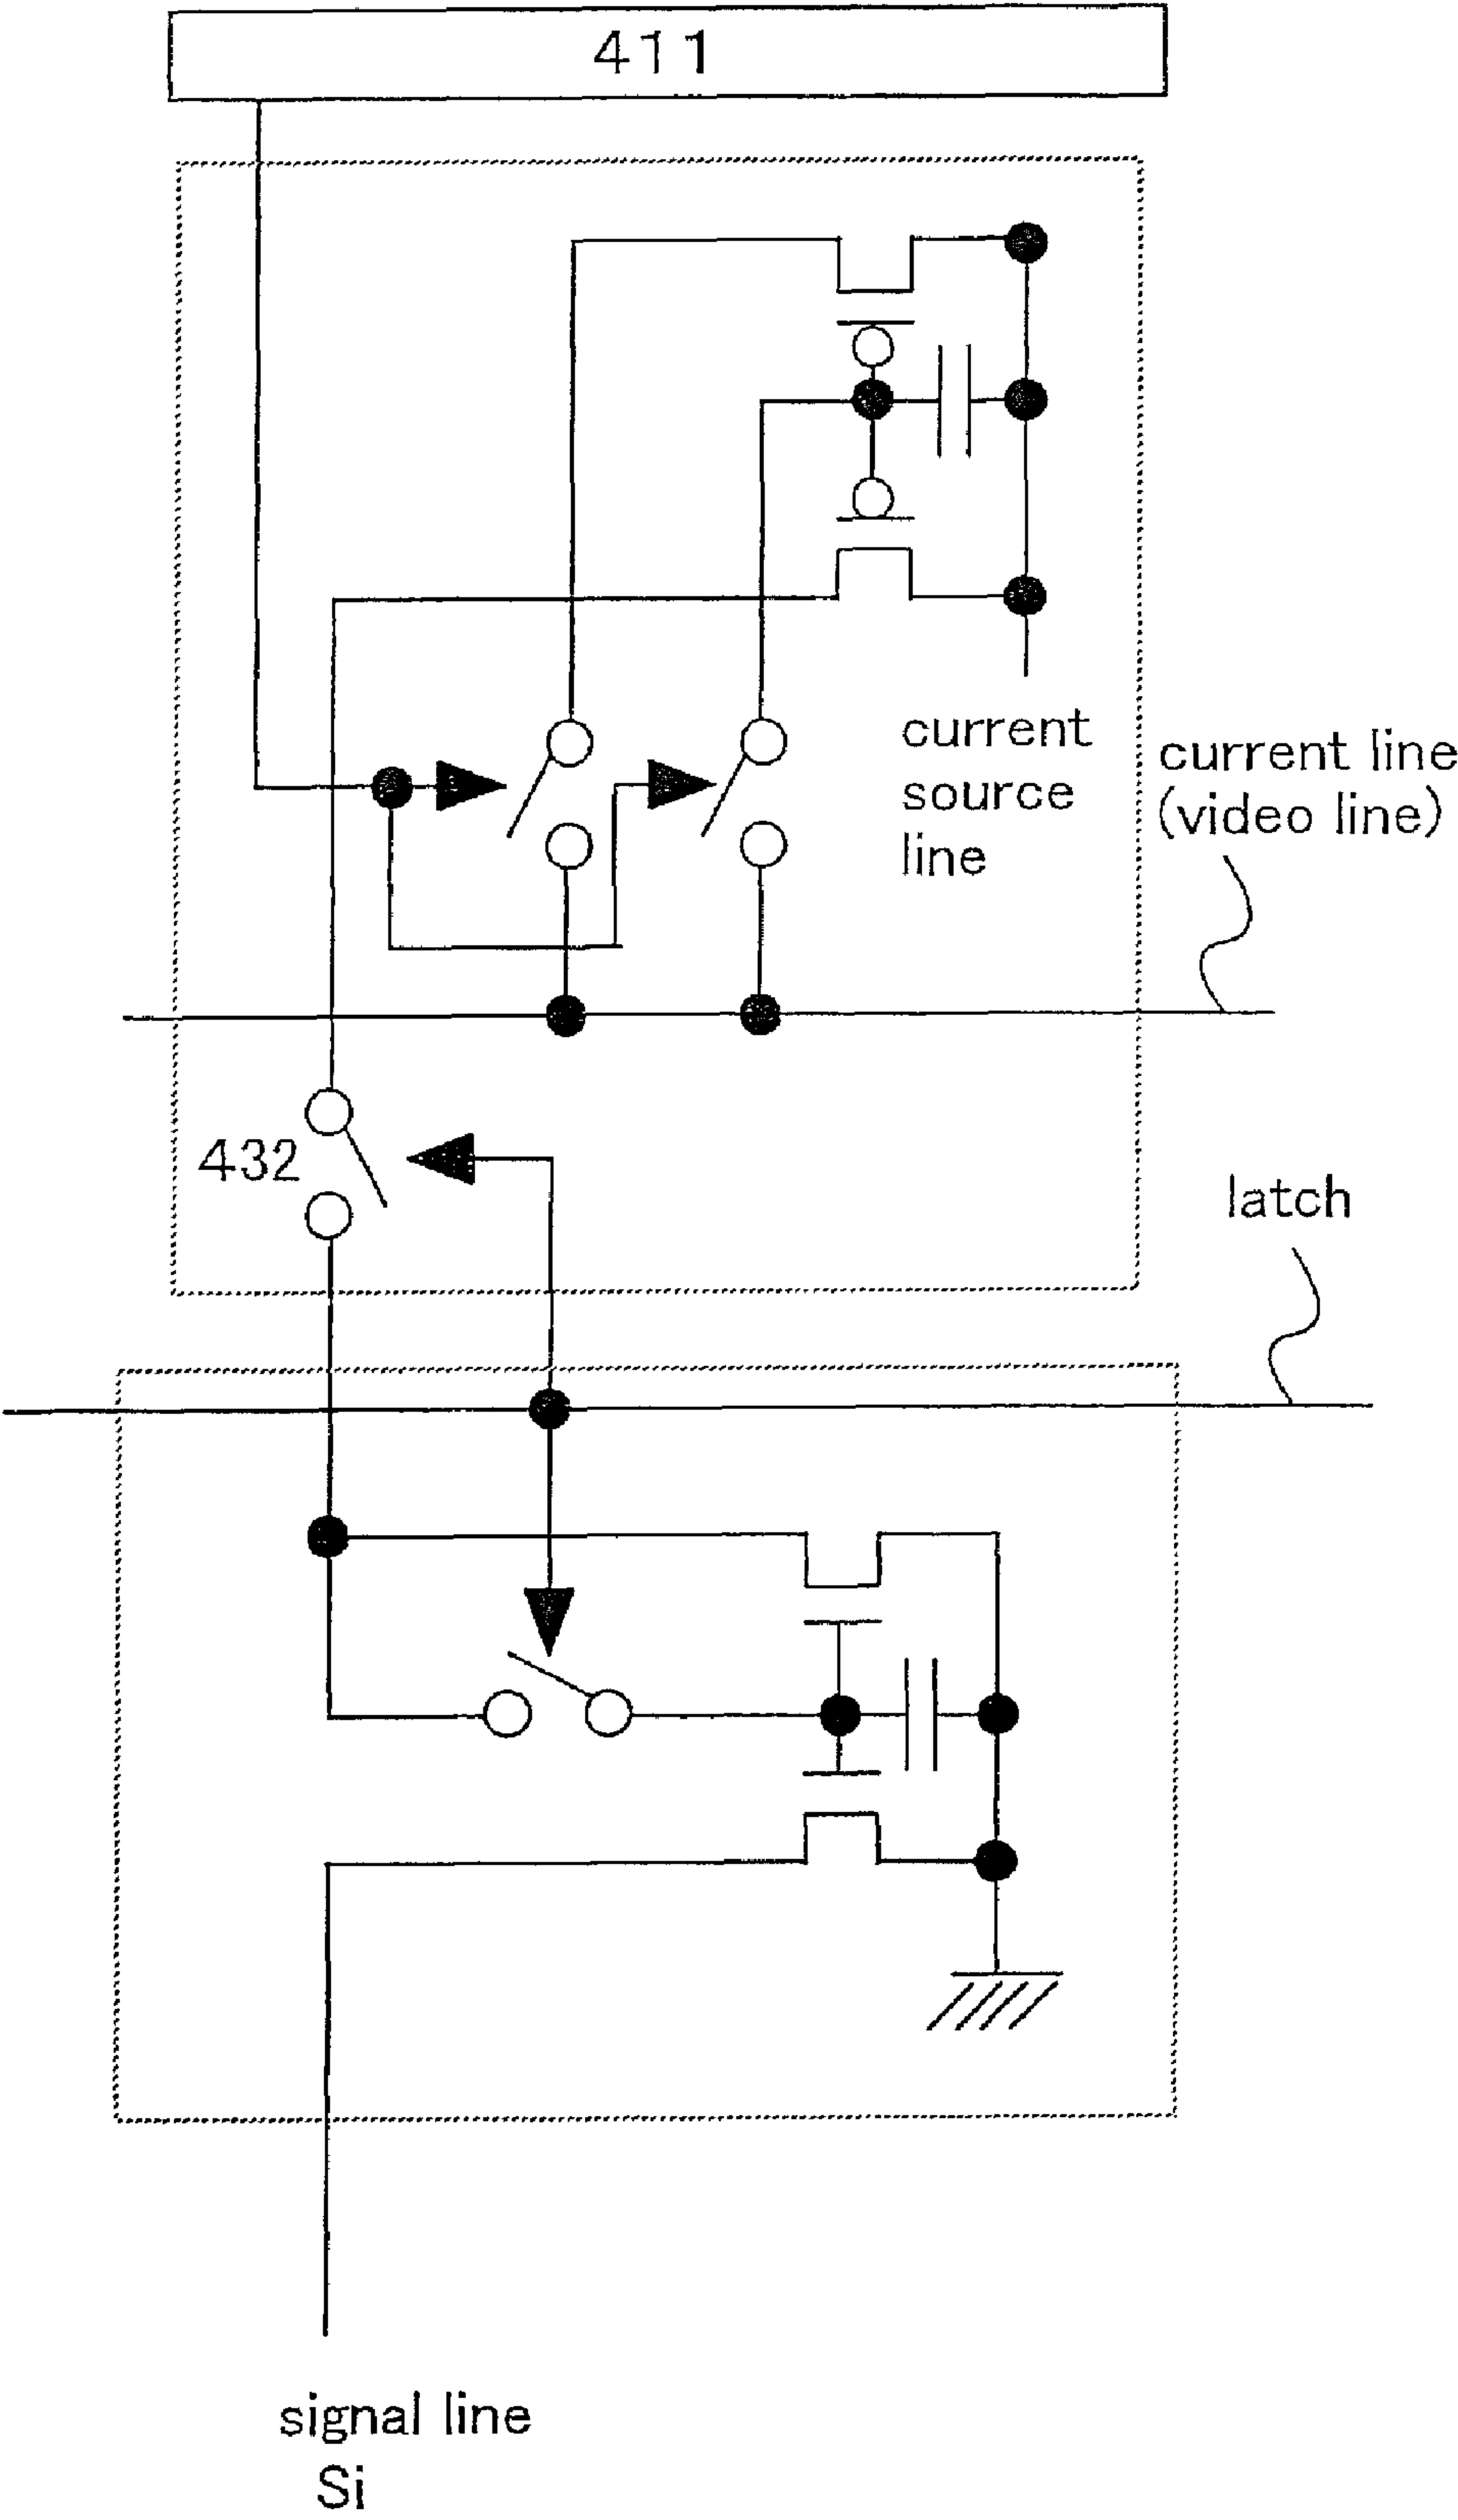 411
current
source
line
current line
(video line)
432
latch
signal line
Si